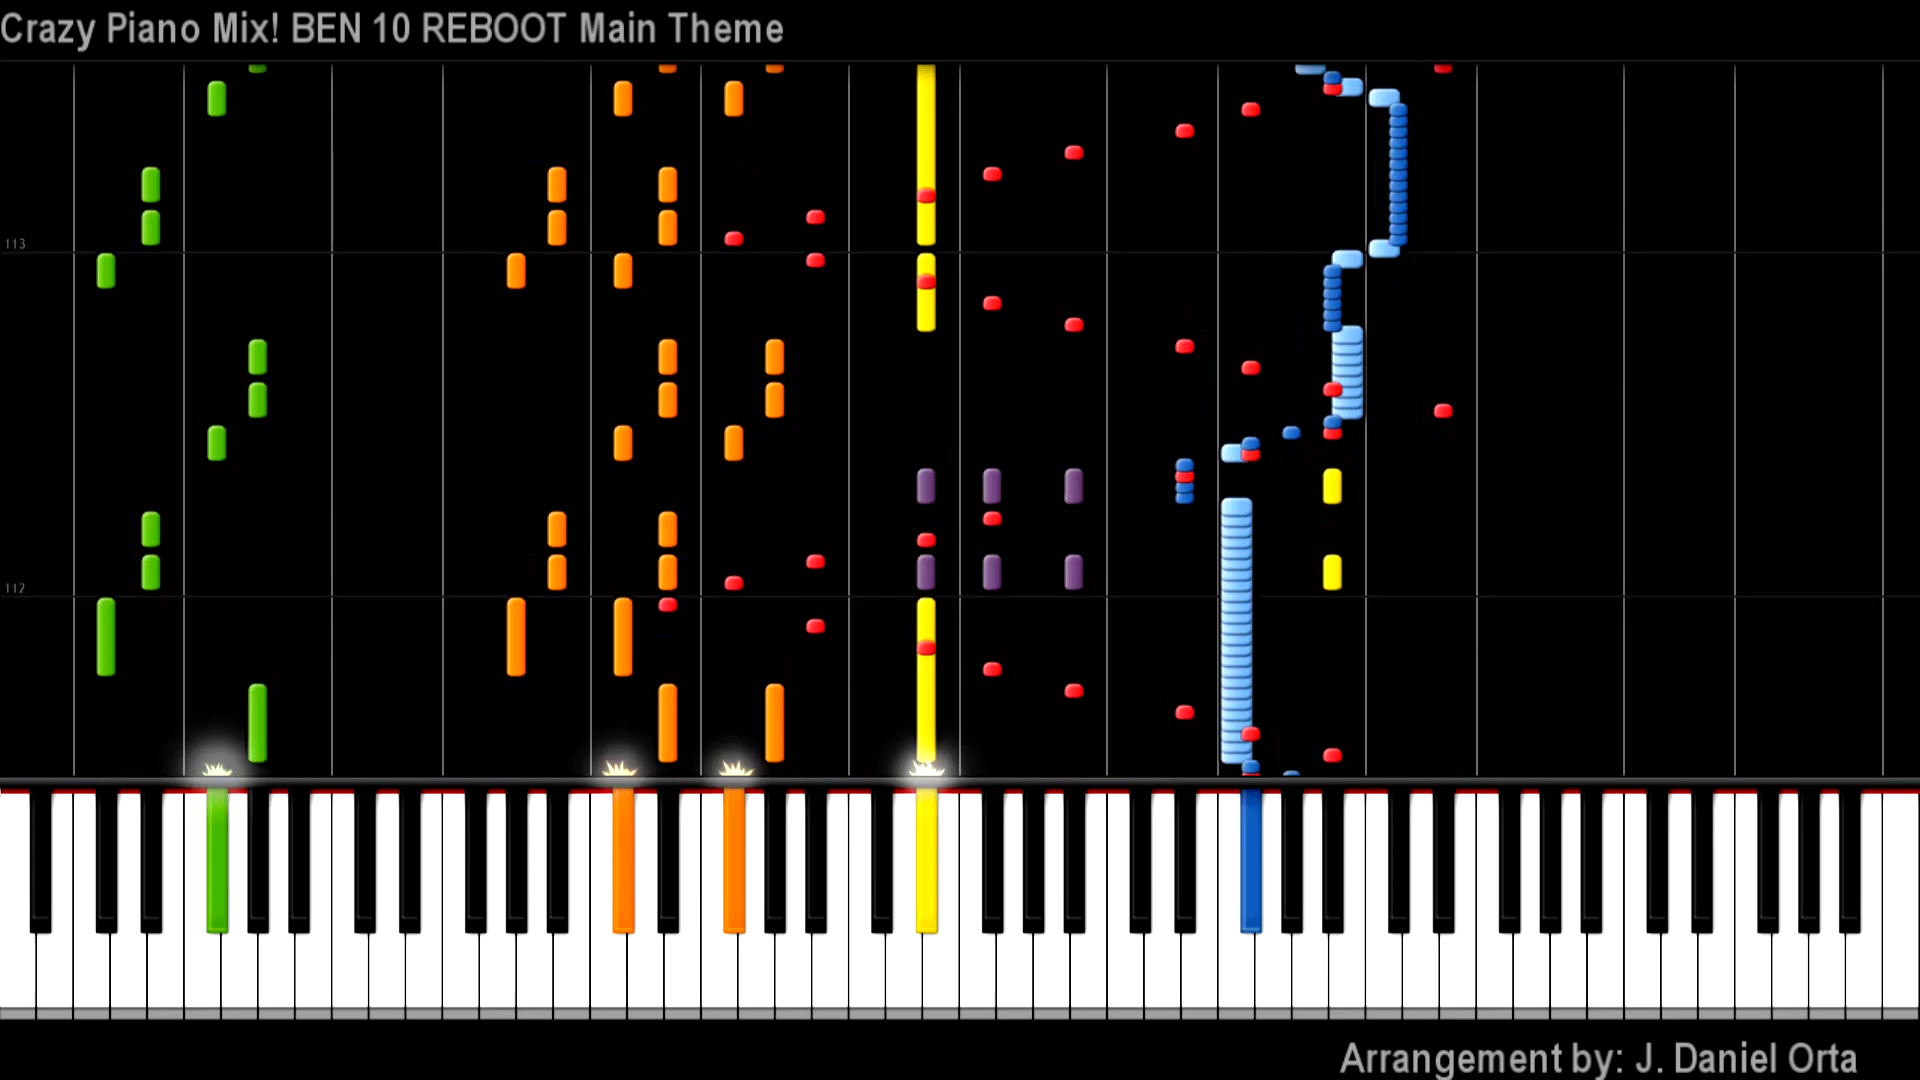 Crazy Piano Mix! BEN 10 REBOOT Main Theme
113
112
Arrangement by: J. Daniel Orta